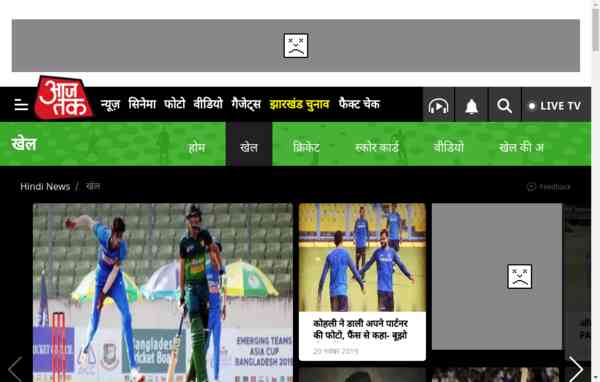 आज तक
न्यूज़ सिनेमा फोटो वीडियो गैजेट्स झारखंड चुनाव फैक्ट चेक
LIVE TV
खेल
होम खेल क्रिकेट स्कोर कार्ड वीडियो खेल की अ
Hindi News / खेल
Feedback
कोहली ने डाली अपने पार्टनर
की फोटो, फैंस से कहा- बूझो
20 नवंबर 2019
Bangladesh
Cricket Board
EMERGING TEAMS
ASIA CUP
BANGLADESH 2019